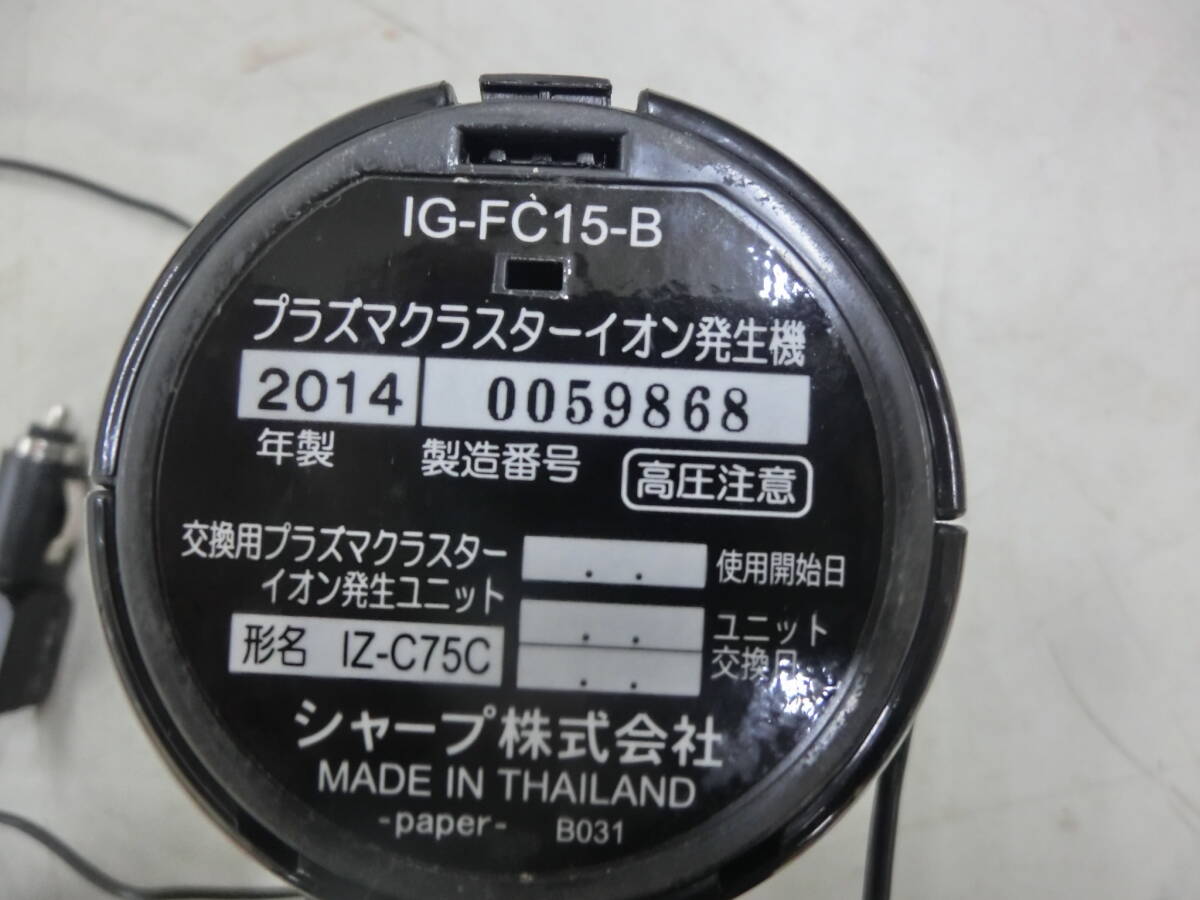 IG-FC15-B
プラズマクラスターイオン発生機
2014 0059868
年製 製造番号 高圧注意
交換用プラズマクラスター
イオン発生ユニット
形名 IZ-C75C
. . 使用開始日
. . ユニット
. . 交換日
シャープ株式会社
MADE IN THAILAND
-paper- B031